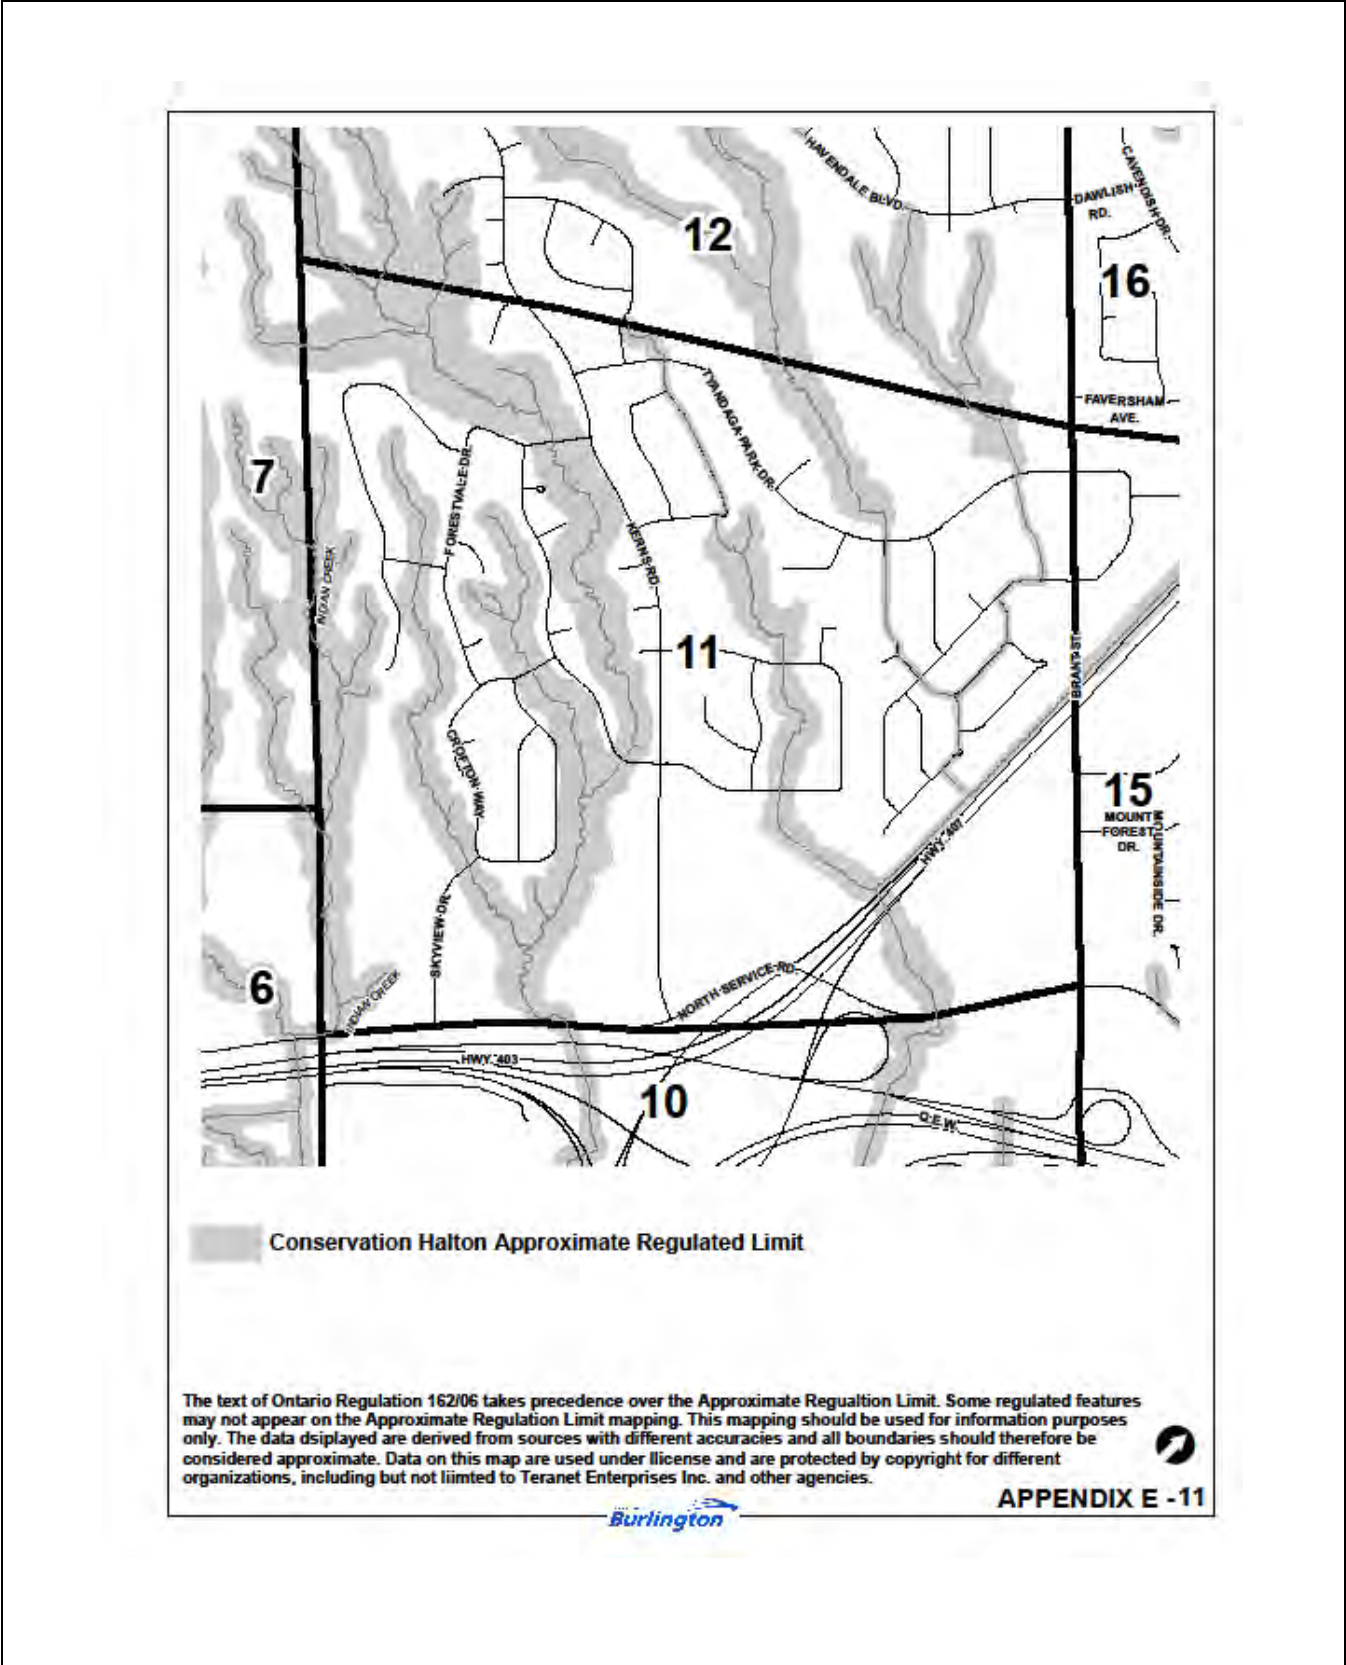 HAVENDALE BLVD.
CAVENDISH DR.
DAWLISH
RD.
12
16
FAVERSHAM
AVE.
TYANDAGA PARK DR.
7
FORESTVALE DR.
KERNS RD.
INDIAN CREEK
11
BRANT ST.
CROFTON WAY
15
MOUNT
FOREST
DR.
MOUNTAINSIDE DR.
HWY. 407
SKYVIEW DR.
6
INDIAN CREEK
NORTH SERVICE RD.
HWY. 403
10
Q.E.W.
Conservation Halton Approximate Regulated Limit
The text of Ontario Regulation 162/06 takes precedence over the Approximate Regualtion Limit. Some regulated features
may not appear on the Approximate Regulation Limit mapping. This mapping should be used for information purposes
only. The data dsiplayed are derived from sources with different accuracies and all boundaries should therefore be
considered approximate. Data on this map are used under llicense and are protected by copyright for different
organizations, including but not liimted to Teranet Enterprises Inc. and other agencies.
APPENDIX E - 11
Burlington